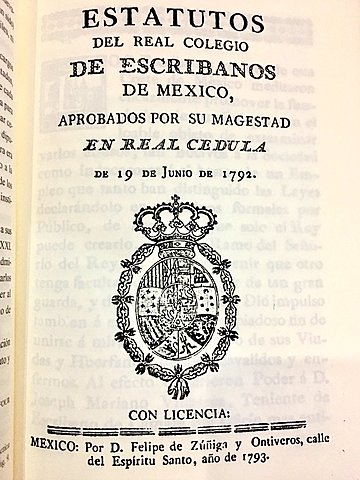 ESTATUTOS
DEL REAL COLEGIO
DE ESCRIBANOS
DE MEXICO,
APROBADOS POR SU MAGESTAD
EN REAL CEDULA
DE 19 DE JUNIO DE 1792.
CON LICENCIA:
MEXICO: Por D. Felipe de Zúñiga y Ontiveros, calle
del Espíritu Santo, año de 1793.